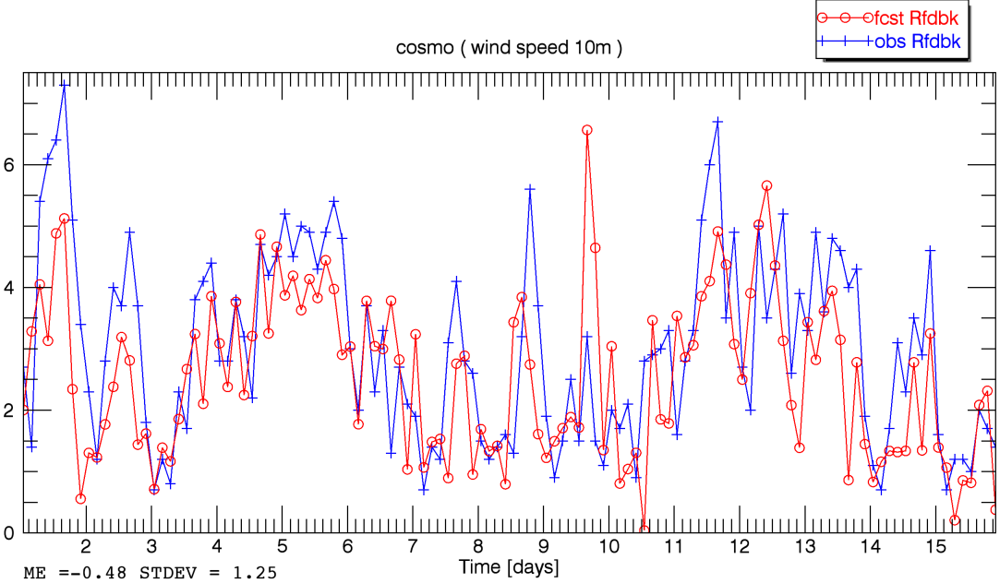 fcst Rfdbk
obs Rfdbk
cosmo ( wind speed 10m )
6
4
2
0
2 3 4 5 6 7 8 9 10 11 12 13 14 15
Time [days]
ME =-0.48 STDEV = 1.25